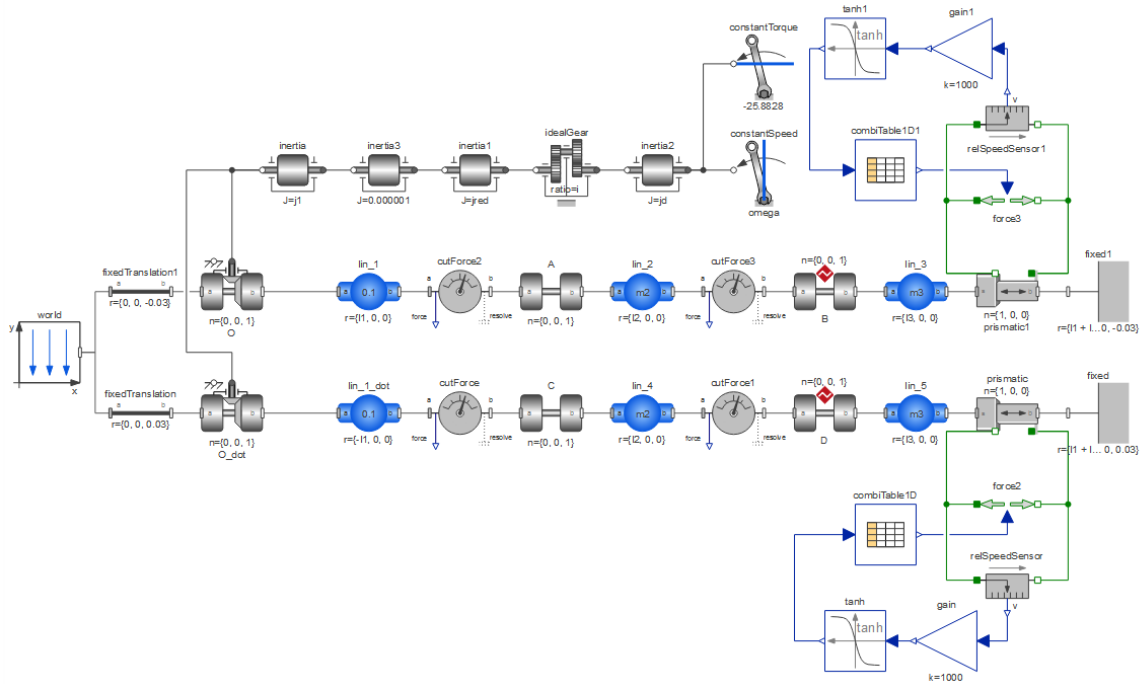 tanh1
gain1
constantTorque
tanh
k=1000
-25.8828
v
inertia
inertia3
inertia1
idealGear
inertia2
constantSpeed
combiTable1D1
relSpeedSensor1
ratio=i
J=j1
J=0.000001
J=jred
J=jd
omega
force3
fixedTranslation1
lin_1
cutForce2
A
lin_2
cutForce3
n={0, 0, 1}
lin_3
fixed1
a b
a b
a 0.1 b
a b
a b
a m2 b
a b
a b
a m3 b
r={0, 0, -0.03}
n={0, 0, 1}
O
r={l1, 0, 0}
force
resolve
n={0, 0, 1}
r={l2, 0, 0}
force
resolve
B
r={l3, 0, 0}
n={1, 0, 0}
prismatic1
r={l1 + l... 0, -0.03}
world
y
x
fixedTranslation
lin_1_dot
cutForce
C
lin_4
cutForce1
n={0, 0, 1}
lin_5
prismatic
n={1, 0, 0}
fixed
a b
a b
a 0.1 b
a b
a b
a m2 b
a b
a b
a m3 b
r={0, 0, 0.03}
n={0, 0, 1}
O_dot
r={-l1, 0, 0}
force
resolve
n={0, 0, 1}
r={l2, 0, 0}
force
resolve
D
r={l3, 0, 0}
r={l1 + l... 0, 0.03}
combiTable1D
force2
relSpeedSensor
v
tanh
gain
tanh
k=1000